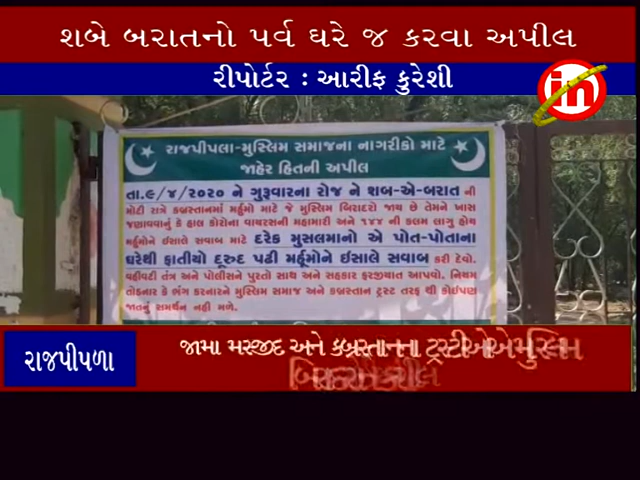 શબે બરાતનો પર્વ ઘરે જ કરવા અપીલ
રીપોર્ટર : આરીફ કુરેશી
in
રાજપીપલા-મુસ્લિમ સમાજના નાગરીકો માટે
જાહેર હિતની અપીલ
તા.૯/૪/૨૦૨૦ ને ગુરૂવારના રોજ ને શબ-એ-બરાત ની
મોટી રાત્રે કબ્રસ્તાનમાં મર્હુમો માટે જે મુસ્લિમ બિરાદરો જાય છે તેમને ખાસ
જણાવવાનું કે હાલ કોરોના વાયરસની મહામારી અને ૧૪૪ ની કલમ લાગુ હોય
મર્હુમોને ઈસાલે સવાબ માટે દરેક મુસલમાનો એ પોત-પોતાના
ઘરેથી ફાતીયો દુરુદ પઢી મર્હુમોને ઈસાલે સવાબ કરી દેવો.
વહીવટી તંત્ર અને પોલીસને પુરતો સાથ અને સહકાર ફરજીયાત આપવો. નિયમ
તોડનાર કે ભંગ કરનારને મુસ્લિમ સમાજ અને કબ્રસ્તાન ટ્રસ્ટ તરફ થી કોઈપણ
જાતનું સમર્થન નહી મળે.
રાજપીપળા
જામા મસ્જીદ અને કબ્રસ્તાનના ટ્રસ્ટીઓએ મુસ્લિમ